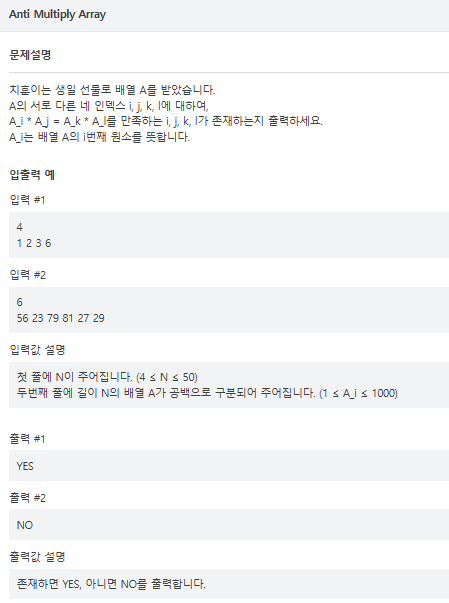 Anti Multiply Array
문제설명
치훈이는 생일 선물로 배열 A를 받았습니다.
A의 서로 다른 네 인덱스 i, j, k, l에 대하여,
A_i * A_j = A_k * A_l를 만족하는 i, j, k, l가 존재하는지 출력하세요.
A_i는 배열 A의 i번째 원소를 뜻합니다.
입출력 예
입력 #1
4
1 2 3 6
입력 #2
6
56 23 79 81 27 29
입력값 설명
첫 줄에 N이 주어집니다. (4 ≤ N ≤ 50)
두번째 줄에 길이 N의 배열 A가 공백으로 구분되어 주어집니다. (1 ≤ A_i ≤ 1000)
출력 #1
YES
출력 #2
NO
출력값 설명
존재하면 YES, 아니면 NO를 출력합니다.